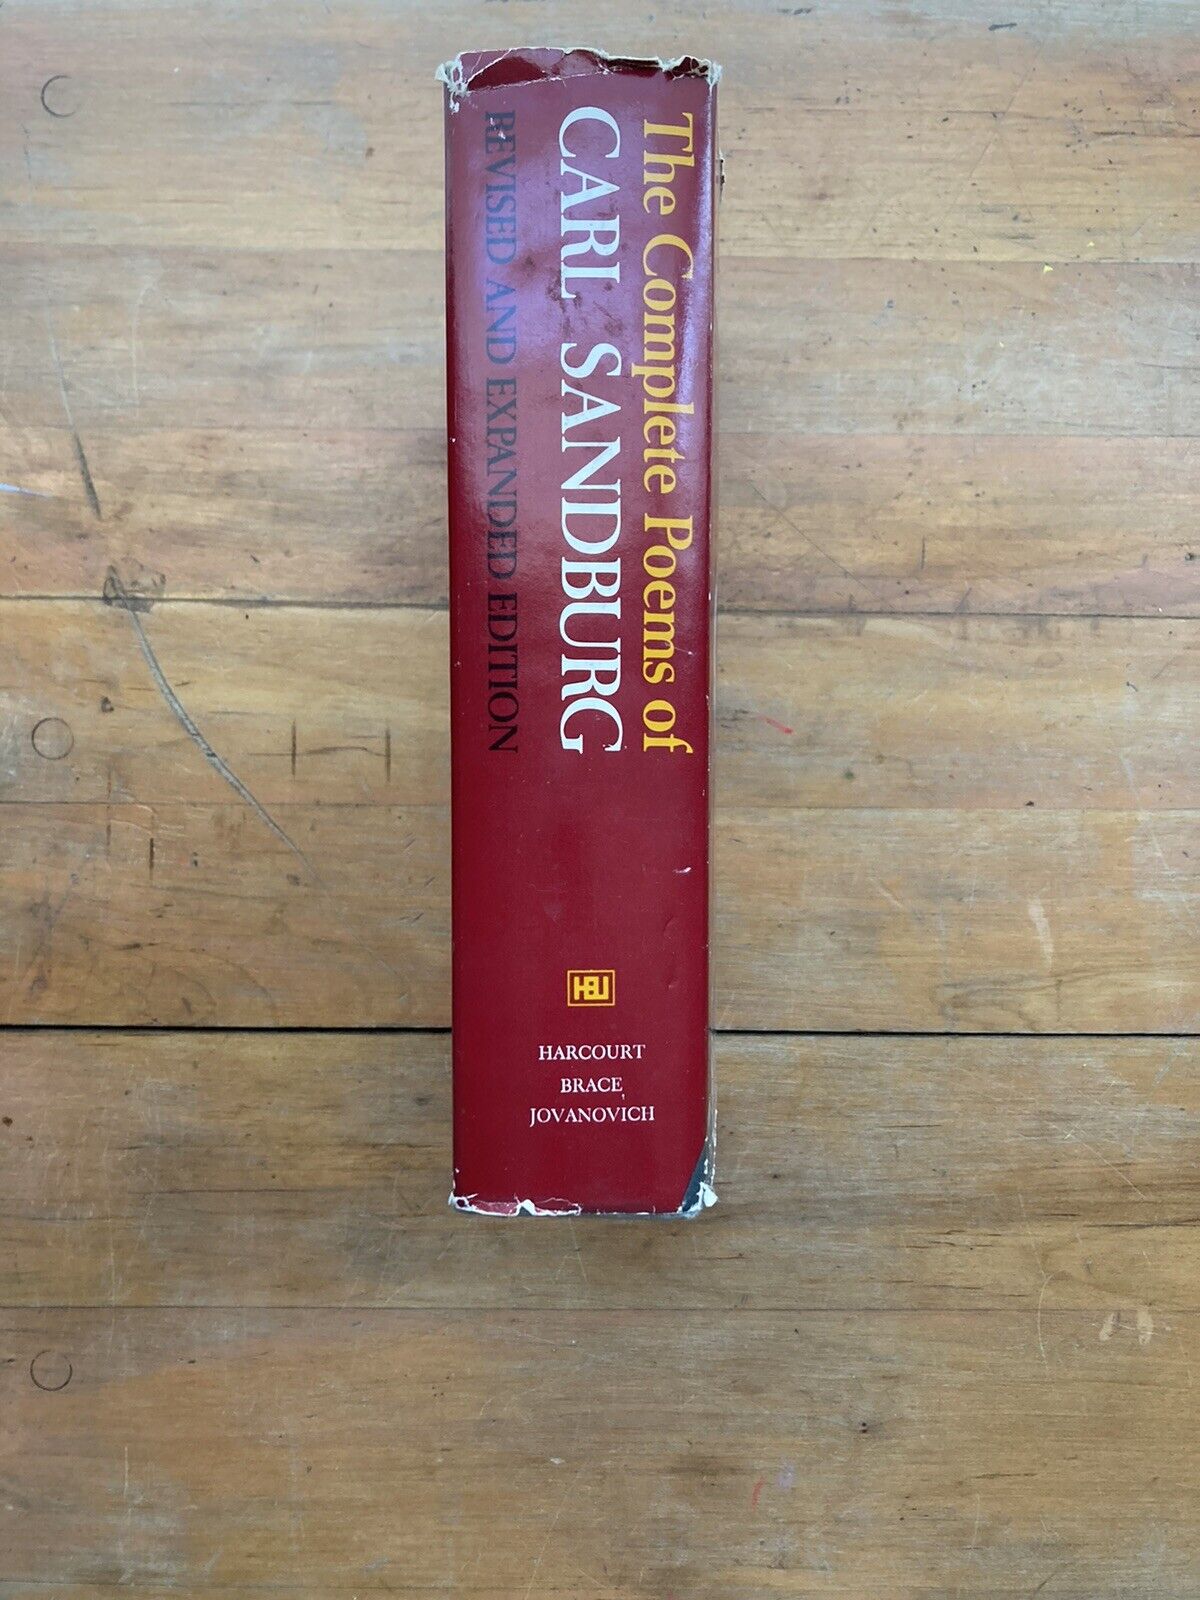 The Complete Poems of
CARL SANDBURG
REVISED AND EXPANDED EDITION
HBJ
HARCOURT
BRACE
JOVANOVICH